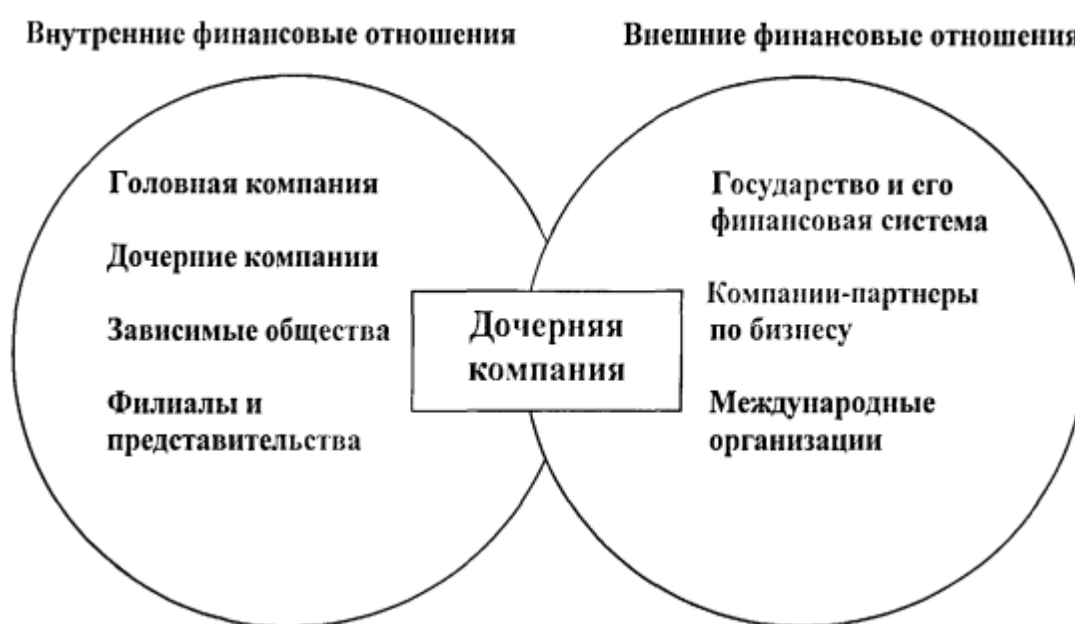 Внутренние финансовые отношения
Внешние финансовые отношения
Головная компания
Дочерние компании
Зависимые общества
Филиалы и
представительства
Дочерняя
компания
Государство и его
финансовая система
Компании-партнеры
по бизнесу
Международные
организации